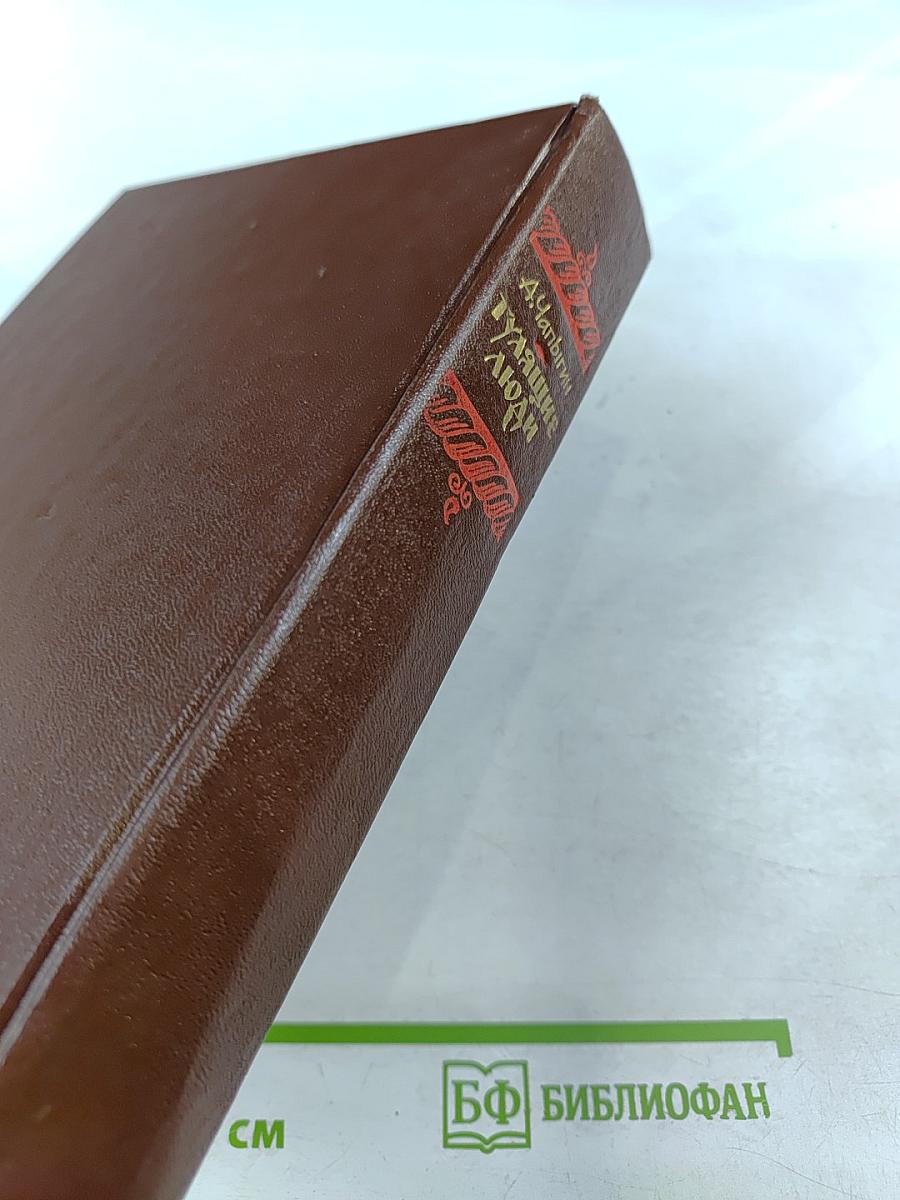 А. Чапыгин
ГУЛЯЩИЕ
ЛЮДИ
см
БФ БИБЛИОФАН